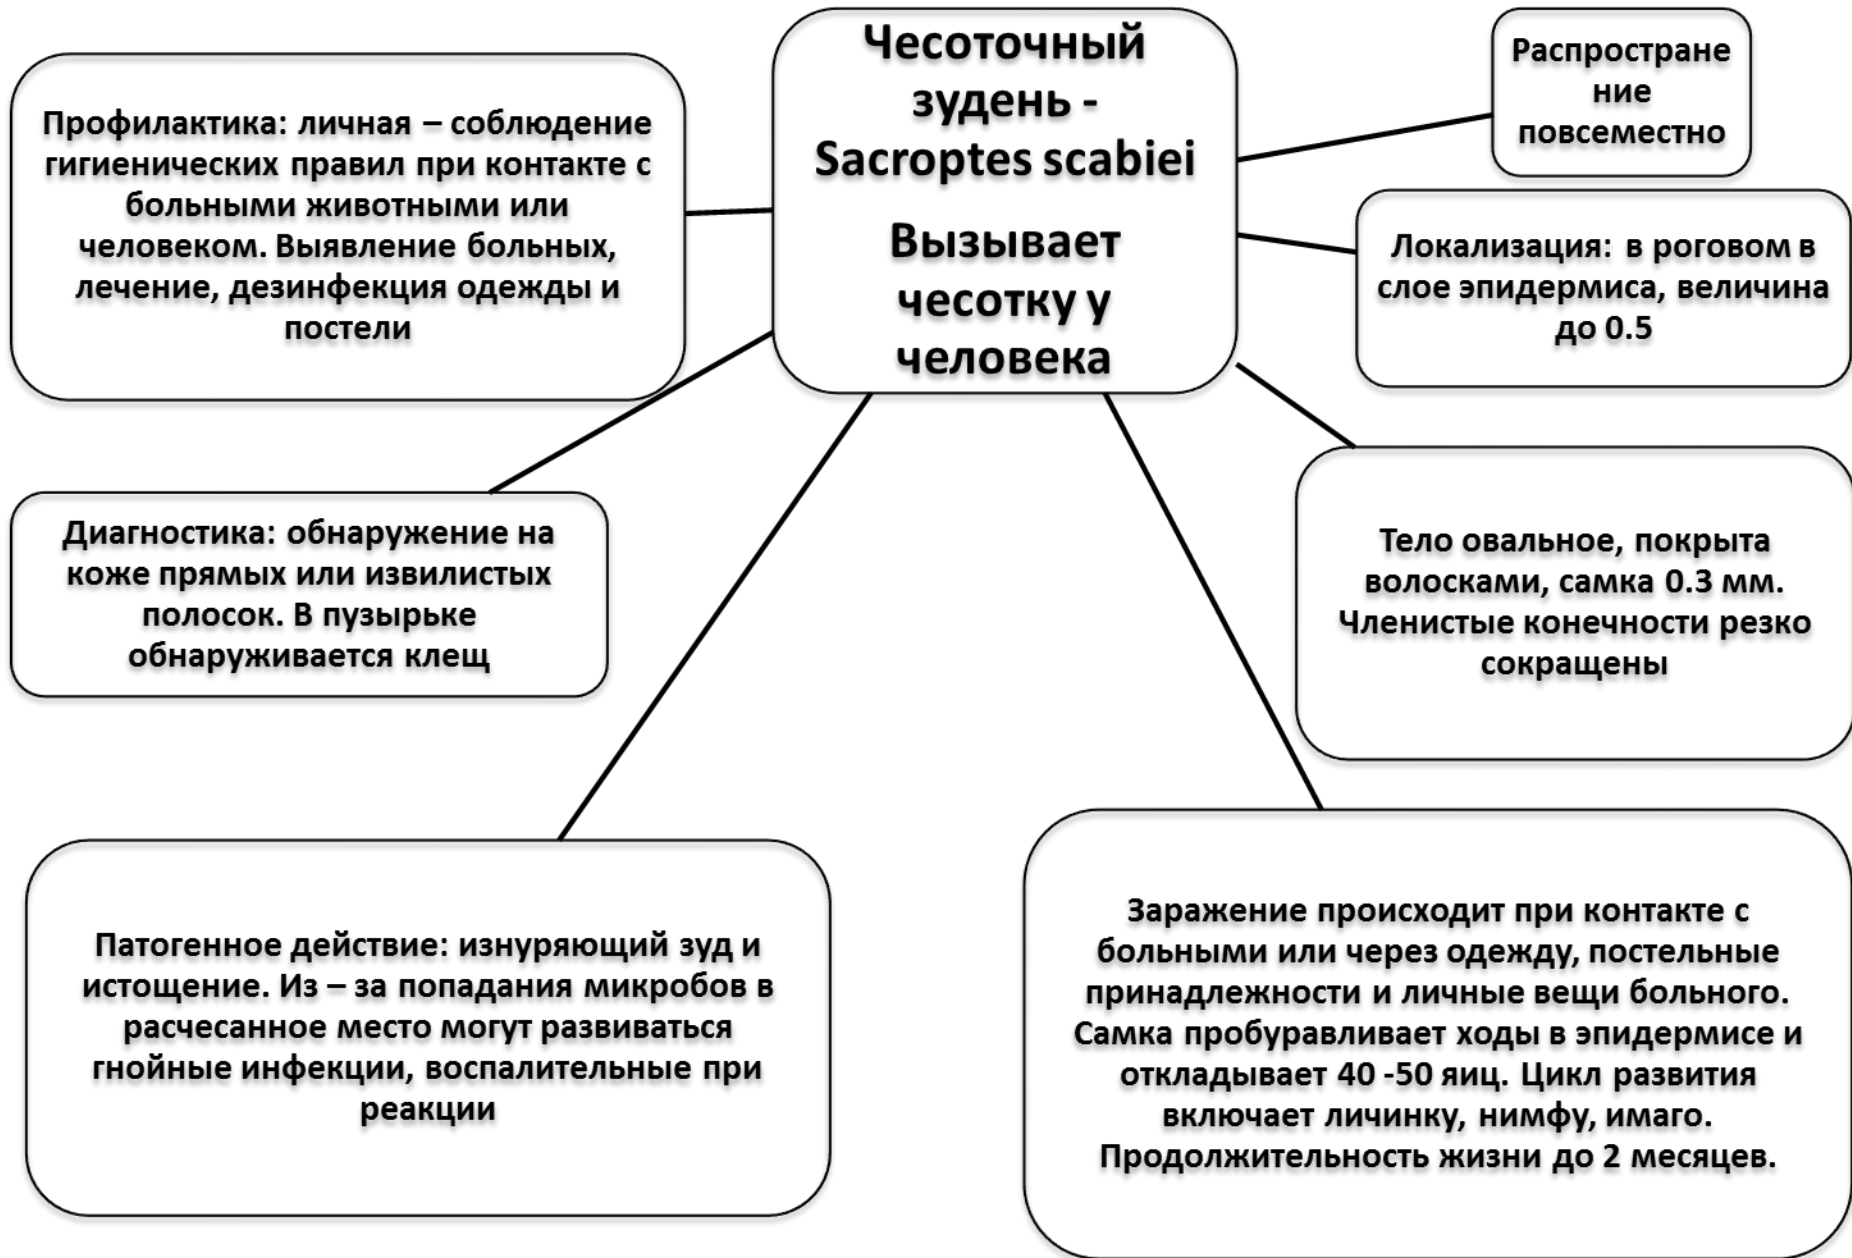 Чесоточный
зудень -
Sacroptes scabiei
Вызывает
чесотку у
человека
Распростране
ние
повсеместно
Локализация: в роговом в
слое эпидермиса, величина
до 0.5
Тело овальное, покрыта
волосками, самка 0.3 мм.
Членистые конечности резко
сокращены
Заражение происходит при контакте с
больными или через одежду, постельные
принадлежности и личные вещи больного.
Самка пробуравливает ходы в эпидермисе и
откладывает 40 -50 яиц. Цикл развития
включает личинку, нимфу, имаго.
Продолжительность жизни до 2 месяцев.
Патогенное действие: изнуряющий зуд и
истощение. Из – за попадания микробов в
расчесанное место могут развиваться
гнойные инфекции, воспалительные при
реакции
Диагностика: обнаружение на
коже прямых или извилистых
полосок. В пузырьке
обнаруживается клещ
Профилактика: личная – соблюдение
гигиенических правил при контакте с
больными животными или
человеком. Выявление больных,
лечение, дезинфекция одежды и
постели